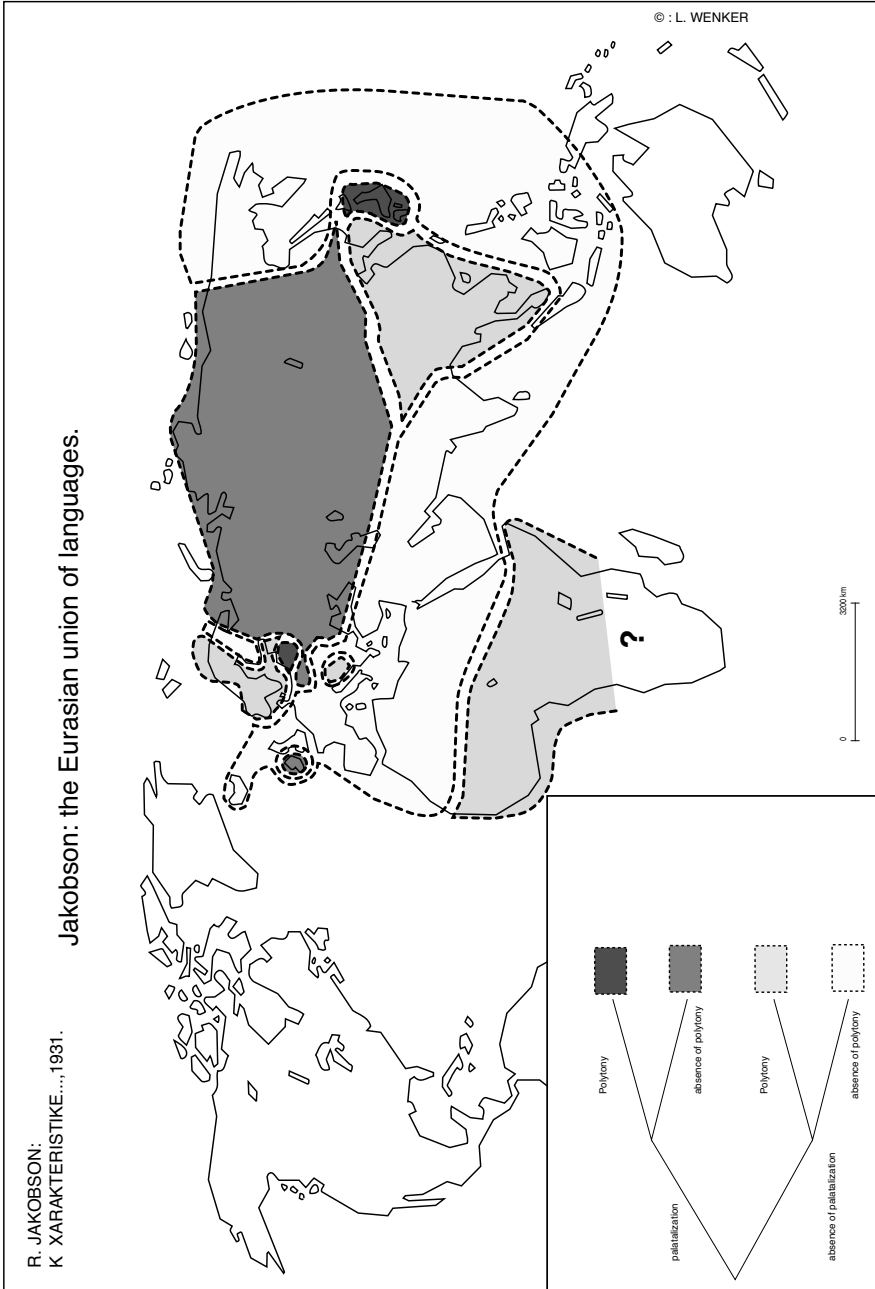 R. JAKOBSON:
K XARAKTERISTIKE...,1931.
Jakobson: the Eurasian union of languages.
© : L. WENKER
?
0
3200 km
palatalization
absence of palatalization
Polytony
absence of polytony
Polytony
absence of polytony